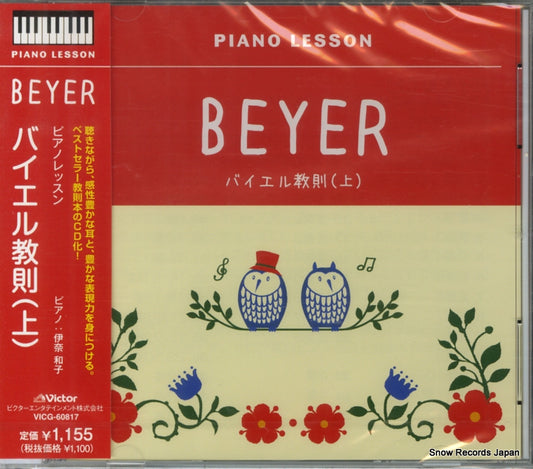 PIANO LESSON
BEYER
バイエル教則(上)
ピアノレッスン
聴きながら、感性豊かな耳と、豊かな表現力を身につける。
ベストセラー教則本のCD化!
ピアノ:伊奈 和子
Victor
ビクターエンタテインメント株式会社
VICG-60817
定価 ¥1,155
(税抜価格 ¥1,100)
PIANO LESSON
BEYER
バイエル教則(上)
Snow Records Japan